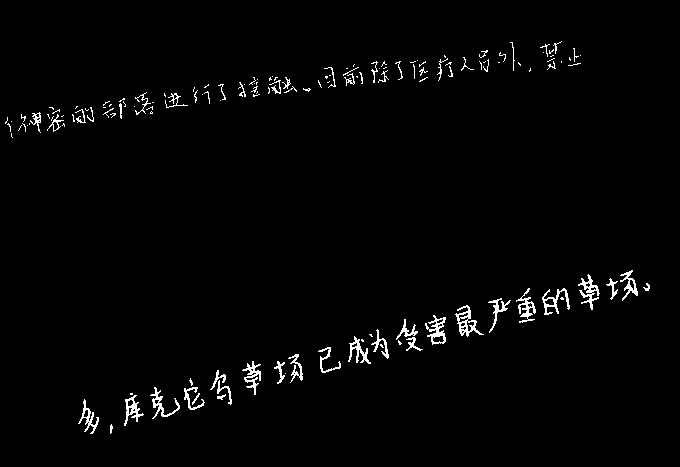 个神密的部落进行了接触。目前除了医疗人员外，禁止
多，库克它乌草场已成为受害最严重的草场。